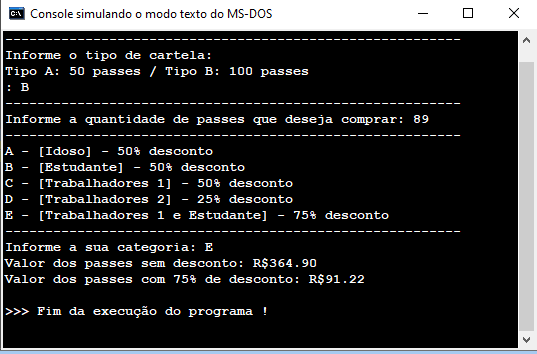 Console simulando o modo texto do MS-DOS
---------------------------------------------------------
Informe o tipo de cartela:
Tipo A: 50 passes / Tipo B: 100 passes
: B
---------------------------------------------------------
Informe a quantidade de passes que deseja comprar: 89
---------------------------------------------------------
A - [Idoso] - 50% desconto
B - [Estudante] - 50% desconto
C - [Trabalhadores 1] - 50% desconto
D - [Trabalhadores 2] - 25% desconto
E - [Trabalhadores 1 e Estudante] - 75% desconto
---------------------------------------------------------
Informe a sua categoria: E
Valor dos passes sem desconto: R$364.90
Valor dos passes com 75% de desconto: R$91.22
>>> Fim da execução do programa !